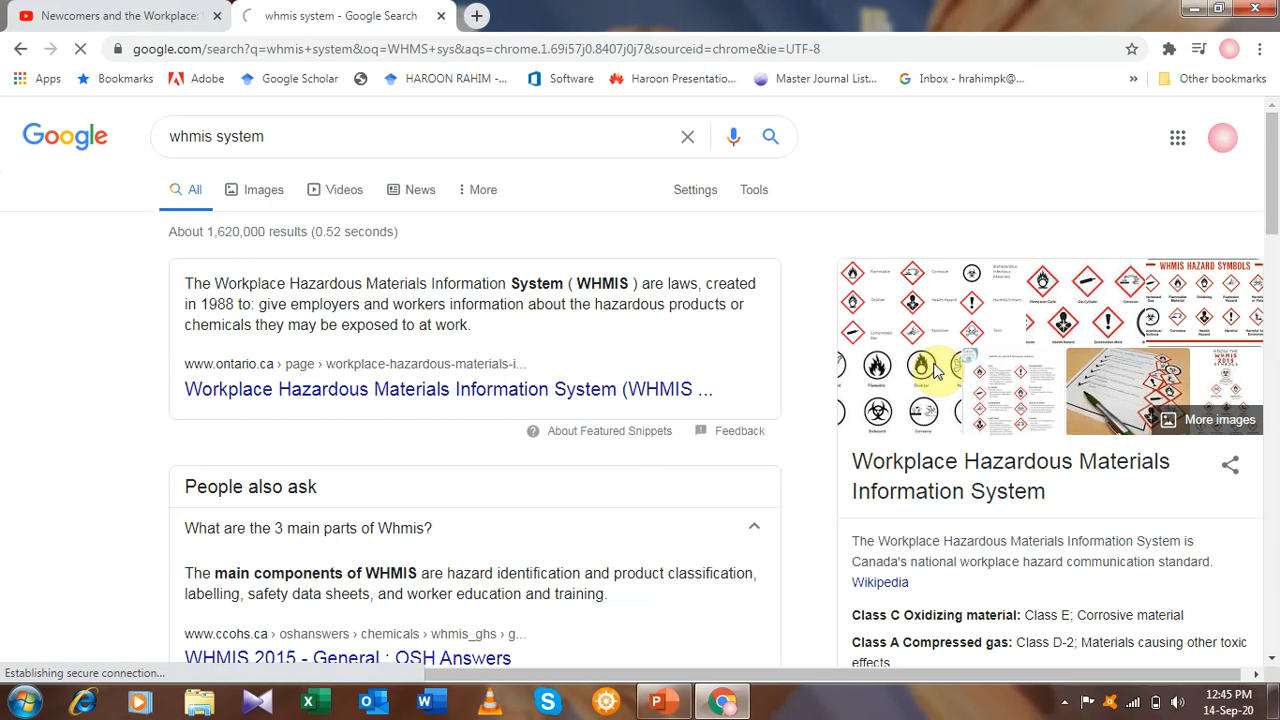 Newcomers and the Workplace:
whmis system - Google Search
google.com/search?q=whmis+system&oq=WHMS+sys&aqs=chrome.1.69i57j0.8407j0j7&sourceid=chrome&ie=UTF-8
Apps
Bookmarks
Adobe
Google Scholar
HAROON RAHIM -...
Software
Haroon Presentata...
Master Journal List...
Inbox - hrahimpk@...
»
Other bookmarks
Google
whmis system
All
Images
Videos
News
More
Settings
Tools
About 1,620,000 results (0.52 seconds)
The Workplace Hazardous Materials Information System ( WHMIS ) are laws, created
in 1988 to: give employers and workers information about the hazardous products or
chemicals they may be exposed to at work.
www.ontario.ca › page › workplace-hazardous-materials-i...
Workplace Hazardous Materials Information System (WHMIS ...
About Featured Snippets
Feedback
People also ask
What are the 3 main parts of Whmis?
The main components of WHMIS are hazard identification and product classification,
labelling, safety data sheets, and worker education and training.
www.ccohs.ca › oshanswers › chemicals › whmis_ghs › g...
WHMIS 2015 - General : OSH Answers
WHMIS HAZARD SYMBOLS
More images
Workplace Hazardous Materials
Information System
The Workplace Hazardous Materials Information System is
Canada's national workplace hazard communication standard.
Wikipedia
Class C Oxidizing material: Class E; Corrosive material
Class A Compressed gas: Class D-2; Materials causing other toxic
effects
Establishing secure connection...
12:45 PM
14-Sep-20